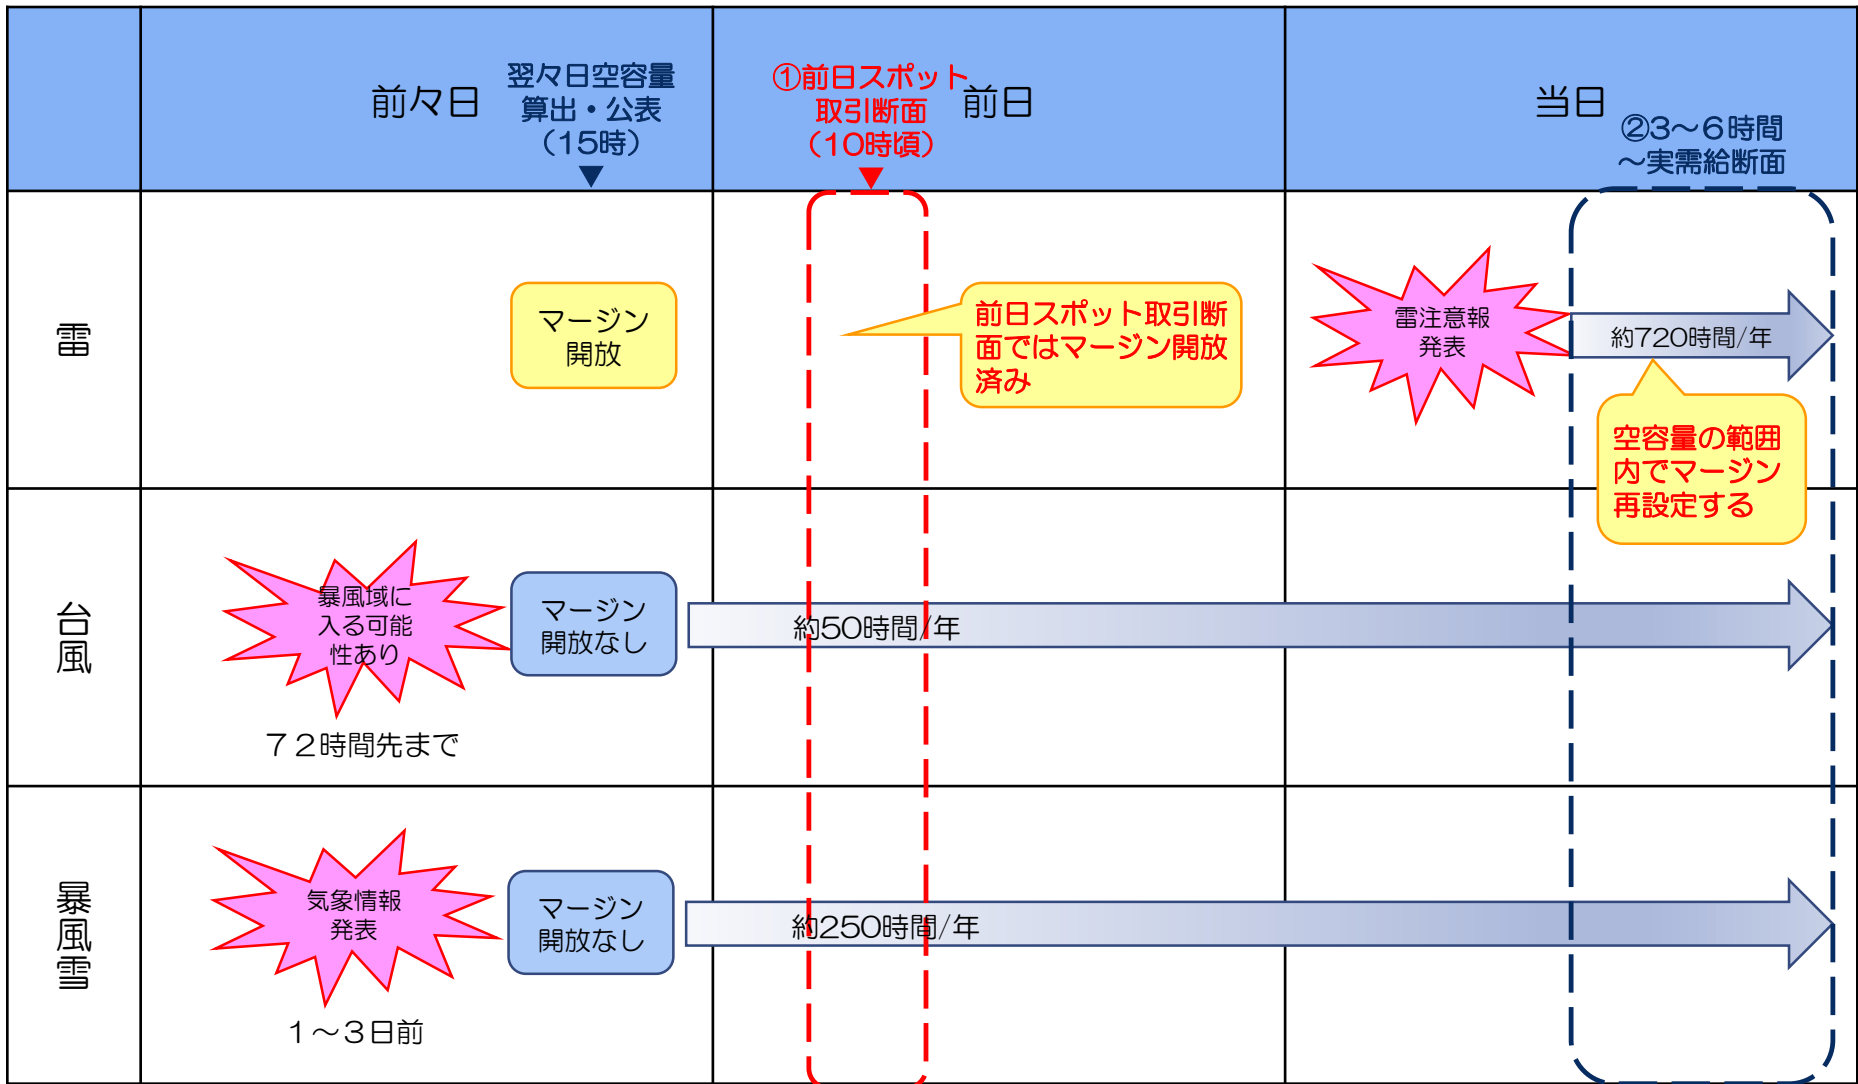 前々日
翌々日空容量
算出・公表
（15時）
①前日スポット
取引断面
（10時頃）
前日
当日
②3～6時間
～実需給断面
雷
マージン
開放
前日スポット取引断
面ではマージン開放
済み
雷注意報
発表
約720時間/年
空容量の範囲
内でマージン
再設定する
台風
暴風域に
入る可能
性あり
マージン
開放なし
約50時間/年
７２時間先まで
暴風雪
気象情報
発表
マージン
開放なし
約250時間/年
１～３日前